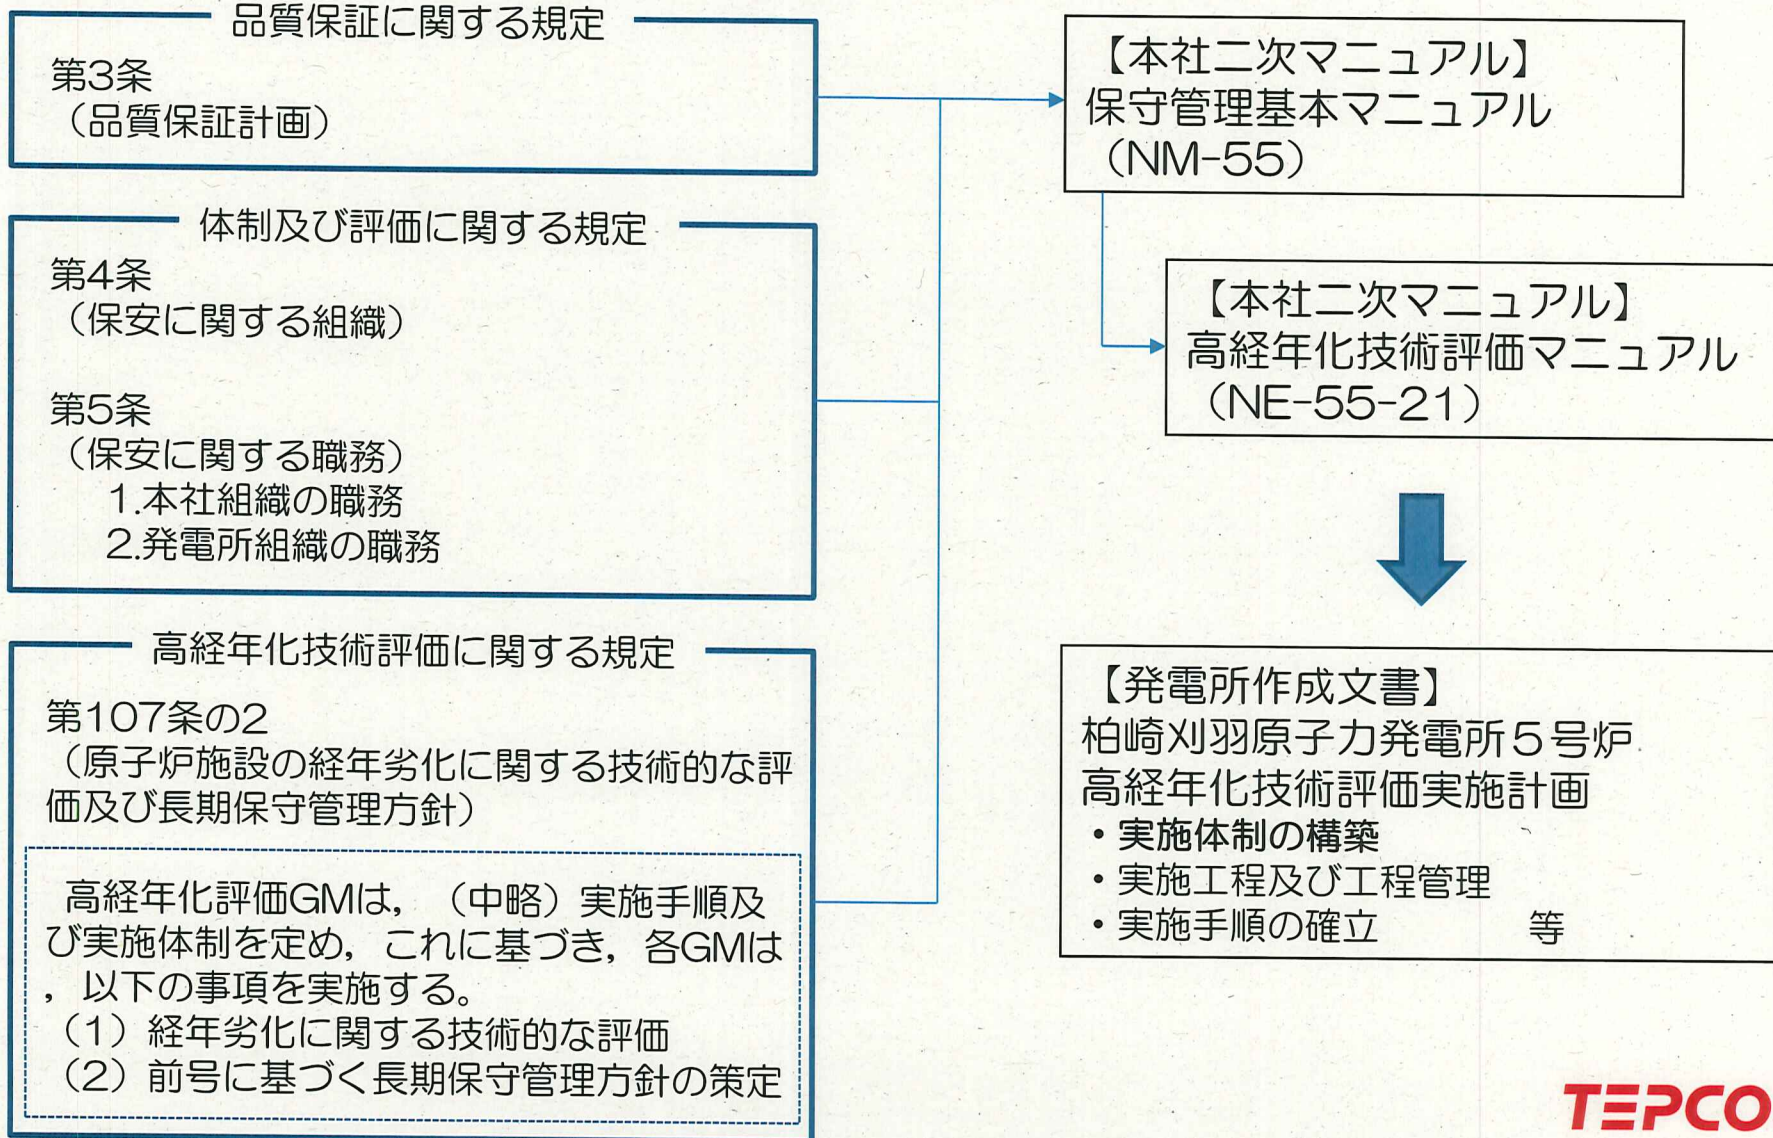 品質保証に関する規定
第3条
（品質保証計画）
体制及び評価に関する規定
第4条
（保安に関する組織）
第5条
（保安に関する職務）
1.本社組織の職務
2.発電所組織の職務
高経年化技術評価に関する規定
第107条の2
（原子炉施設の経年劣化に関する技術的な評
価及び長期保守管理方針）
高経年化評価GMは，（中略）実施手順及
び実施体制を定め，これに基づき，各GMは
，以下の事項を実施する。
（1）経年劣化に関する技術的な評価
（2）前号に基づく長期保守管理方針の策定
【本社二次マニュアル】
保守管理基本マニュアル
（NM-55）
【本社二次マニュアル】
高経年化技術評価マニュアル
（NE-55-21）
【発電所作成文書】
柏崎刈羽原子力発電所５号炉
高経年化技術評価実施計画
・実施体制の構築
・実施工程及び工程管理
・実施手順の確立　　　　等
TEPCO